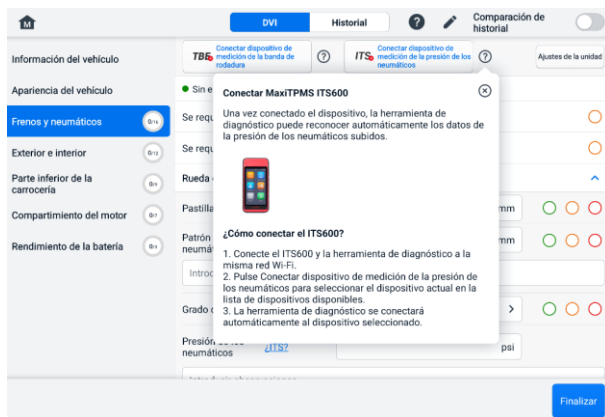 M
DVI
Historial
?
Comparación de
historial
Información del vehículo
Apariencia del vehículo
Frenos y neumáticos
0/16
Exterior e interior
0/12
Parte inferior de la
carrocería
Compartimiento del motor
Rendimiento de la batería
TBE
Conectar dispositivo de
medición de la banda de
rodadura
?
ITS
Conectar dispositivo de
medición de la presión de los
neumáticos
?
Ajustes de la unidad
Sin e
Se requ
Se requ
Rueda
Pastilla
mm
Patrón
neumá
mm
Introc
Grado
Presión
neumáticos
¿ITS?
psi
Conectar MaxiTPMS ITS600
Una vez conectado el dispositivo, la herramienta de
diagnóstico puede reconocer automáticamente los datos de
la presión de los neumáticos subidos.
¿Cómo conectar el ITS600?
1. Conecte el ITS600 y la herramienta de diagnóstico a la
misma red Wi-Fi.
2. Pulse Conectar dispositivo de medición de la presión de
los neumáticos para seleccionar el dispositivo actual en la
lista de dispositivos disponibles.
3. La herramienta de diagnóstico se conectará
automáticamente al dispositivo seleccionado.
Finalizar